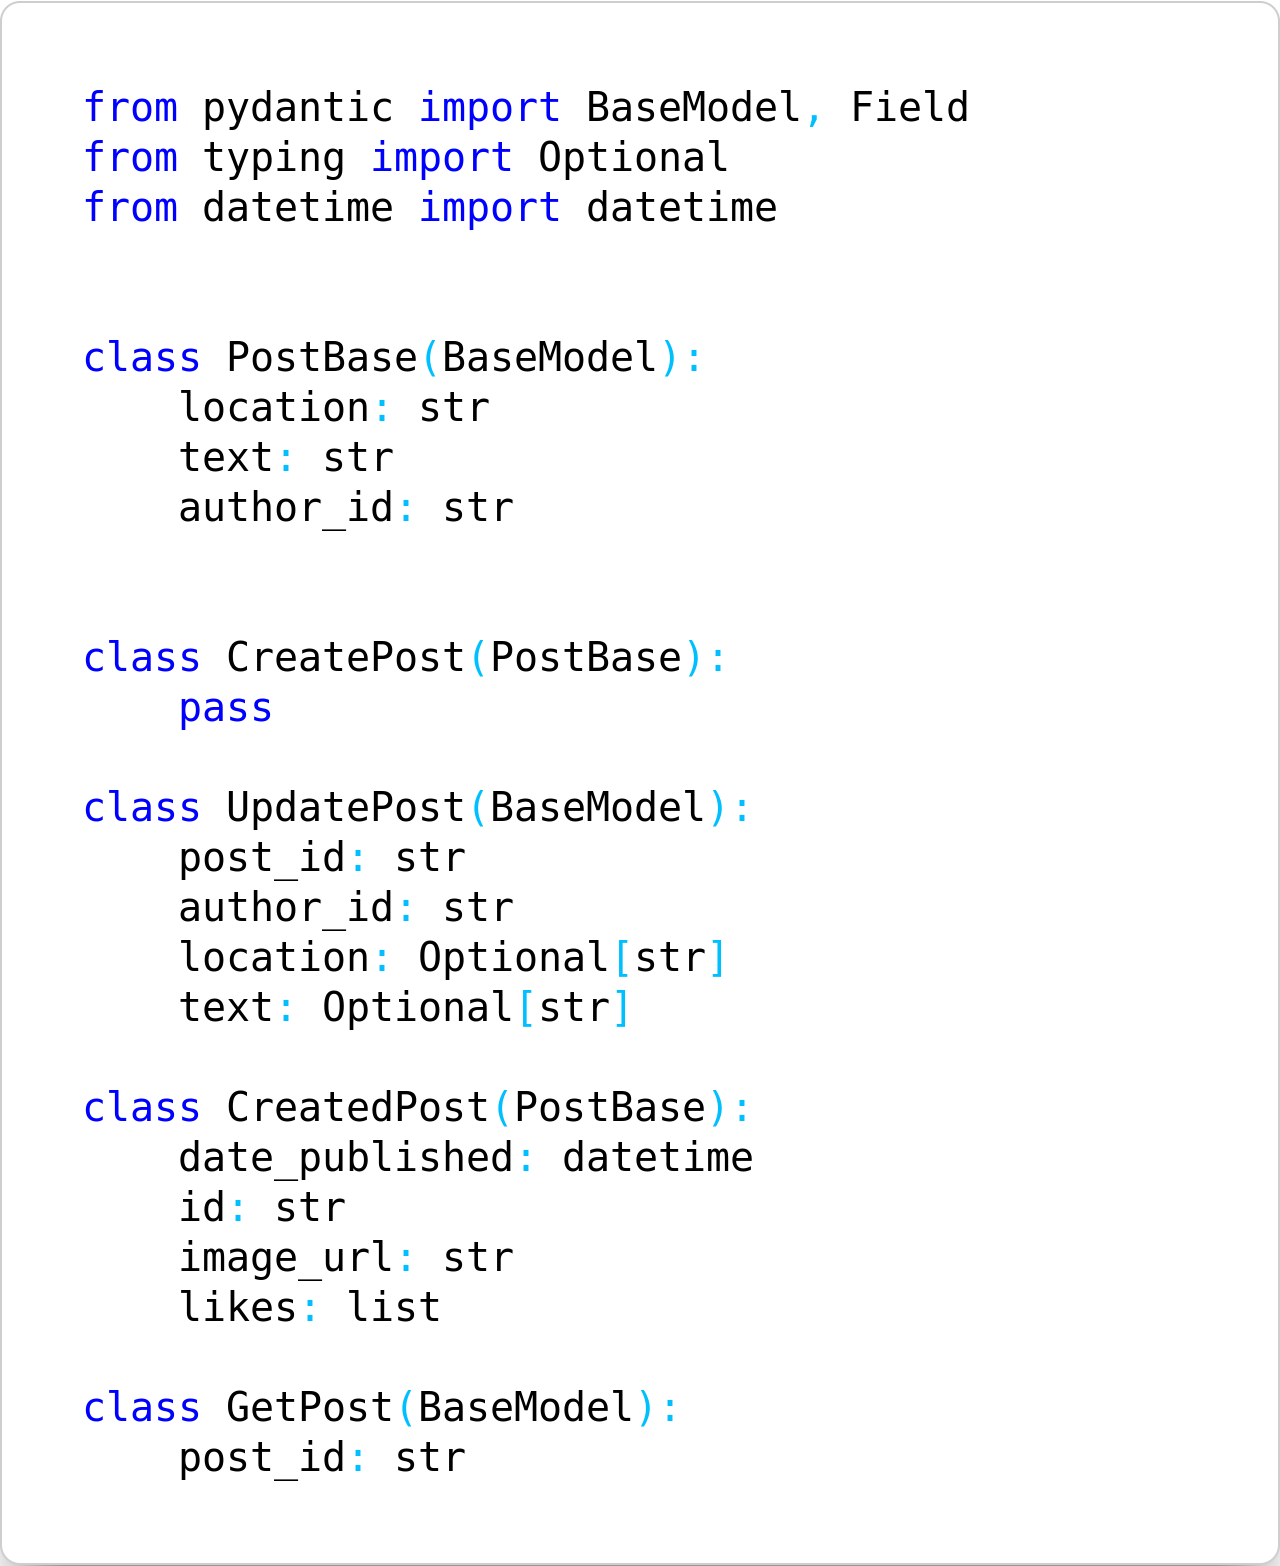 from pydantic import BaseModel, Field
from typing import Optional
from datetime import datetime
class PostBase(BaseModel):
    location: str
    text: str
    author_id: str
class CreatePost(PostBase):
    pass
class UpdatePost(BaseModel):
    post_id: str
    author_id: str
    location: Optional[str]
    text: Optional[str]
class CreatedPost(PostBase):
    date_published: datetime
    id: str
    image_url: str
    likes: list
class GetPost(BaseModel):
    post_id: str